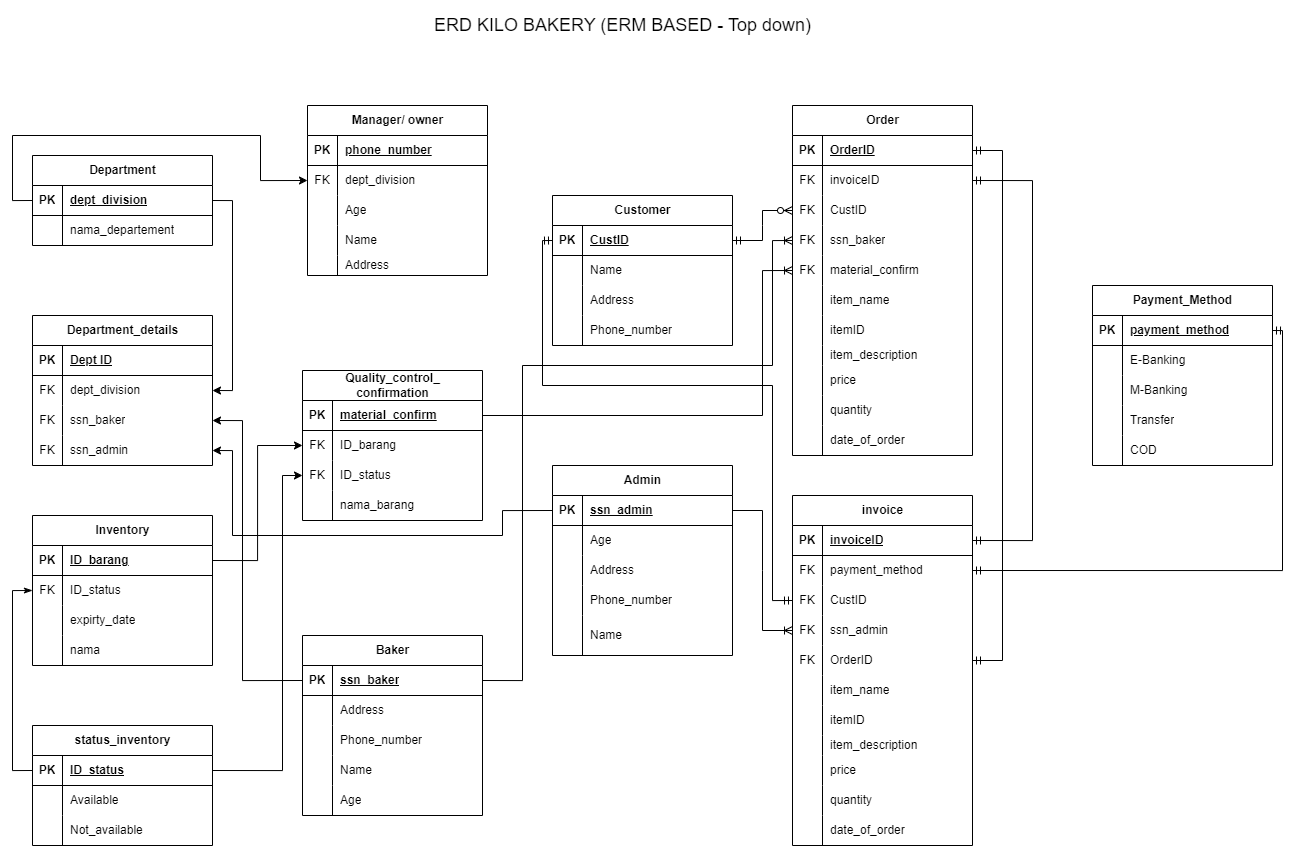 ERD KILO BAKERY (ERM BASED - Top down)
Department
PK dept_division
nama_departement
Department_details
PK Dept ID
FK dept_division
FK ssn_baker
FK ssn_admin
Inventory
PK ID_barang
FK ID_status
expirty_date
nama
status_inventory
PK ID_status
Available
Not_available
Manager/ owner
PK phone_number
FK dept_division
Age
Name
Address
Quality_control_
confirmation
PK material_confirm
FK ID_barang
FK ID_status
nama_barang
Baker
PK ssn_baker
Address
Phone_number
Name
Age
Customer
PK CustID
Name
Address
Phone_number
Admin
PK ssn_admin
Age
Address
Phone_number
Name
Order
PK OrderID
FK invoiceID
FK CustID
FK ssn_baker
FK material_confirm
item_name
itemID
item_description
price
quantity
date_of_order
invoice
PK invoiceID
FK payment_method
FK CustID
FK ssn_admin
FK OrderID
item_name
itemID
item_description
price
quantity
date_of_order
Payment_Method
PK payment_method
E-Banking
M-Banking
Transfer
COD